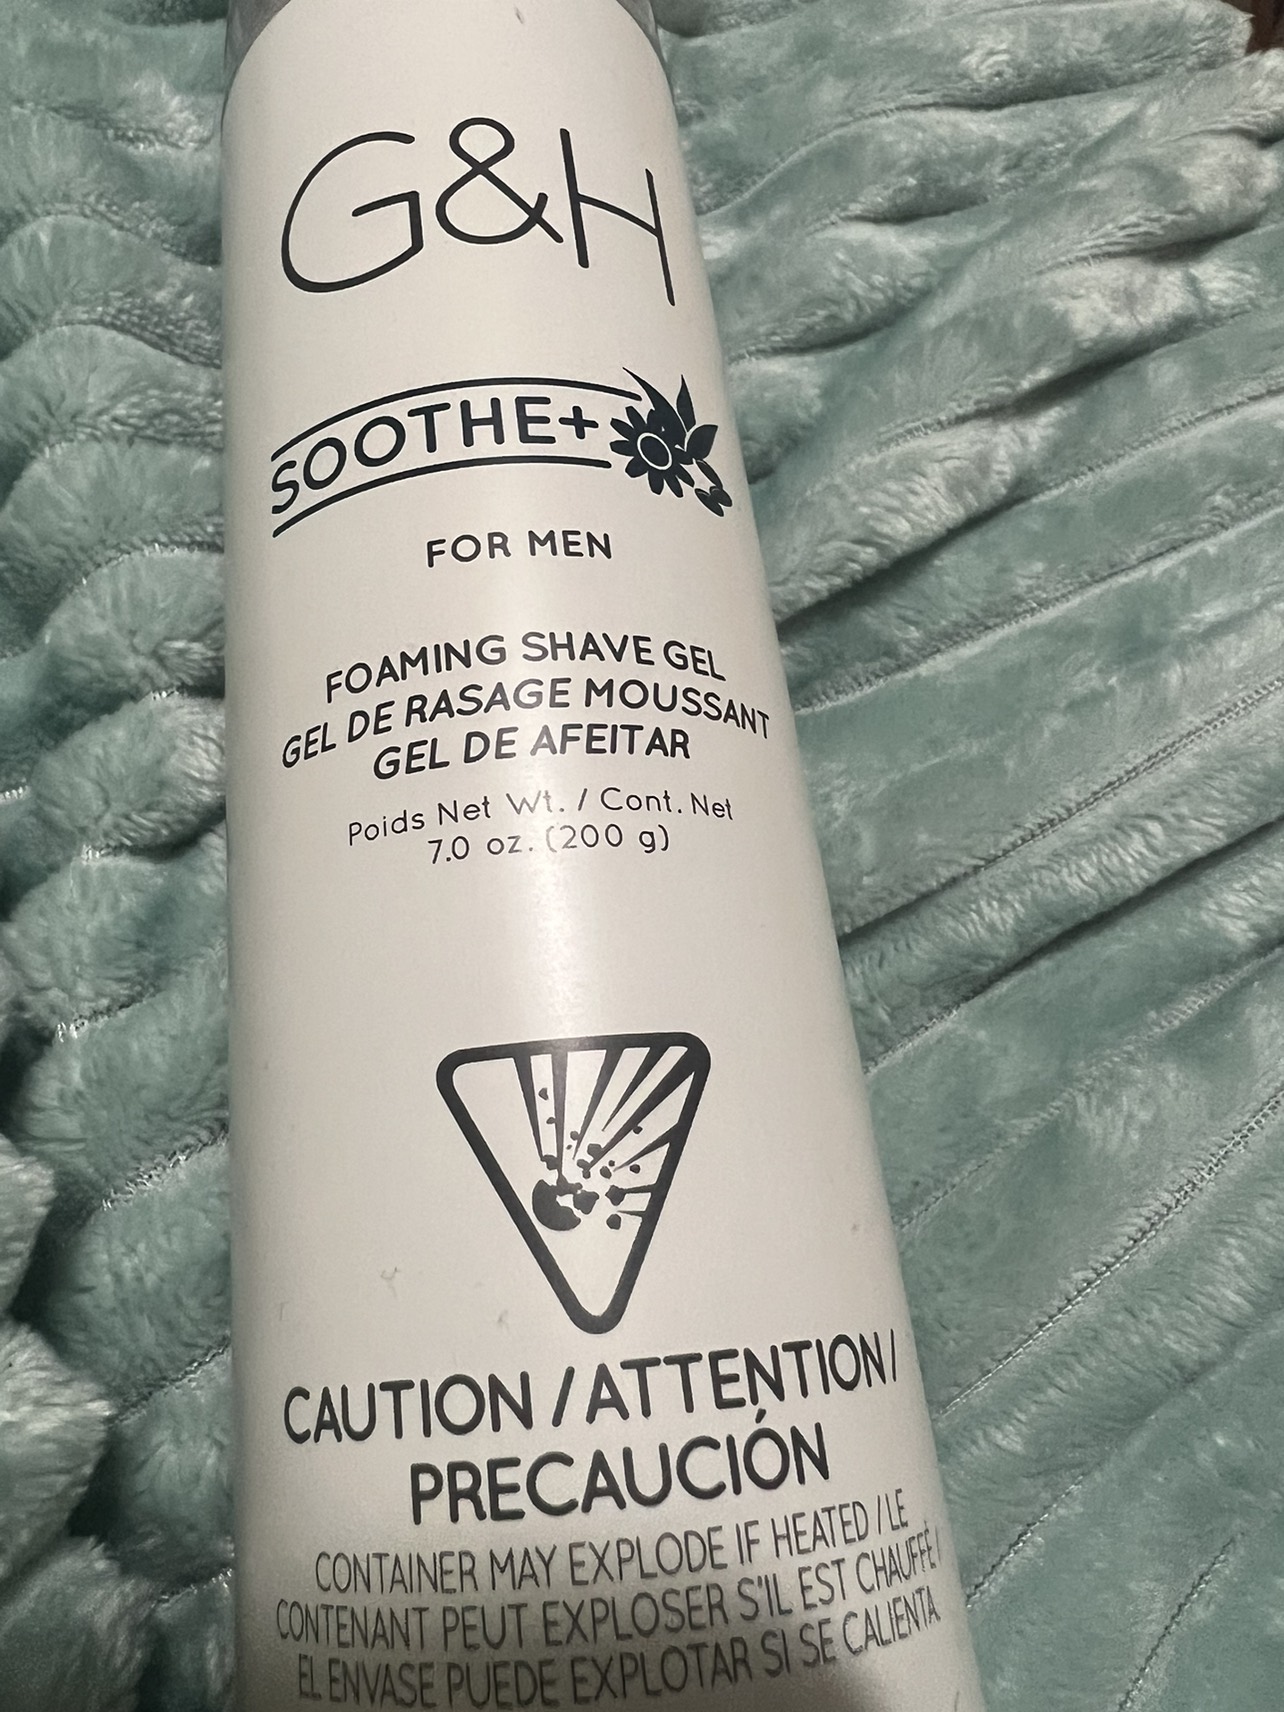 G&H
SOOTHE+
FOR MEN
FOAMING SHAVE GEL
GEL DE RASAGE MOUSSANT
GEL DE AFEITAR
Poids Net Wt. / Cont. Net
7.0 oz. (200 g)
CAUTION / ATTENTION /
PRECAUCIÓN
CONTAINER MAY EXPLODE IF HEATED / LE
CONTENANT PEUT EXPLOSER S'IL EST CHAUFFÉ /
EL ENVASE PUEDE EXPLOTAR SI SE CALIENTA